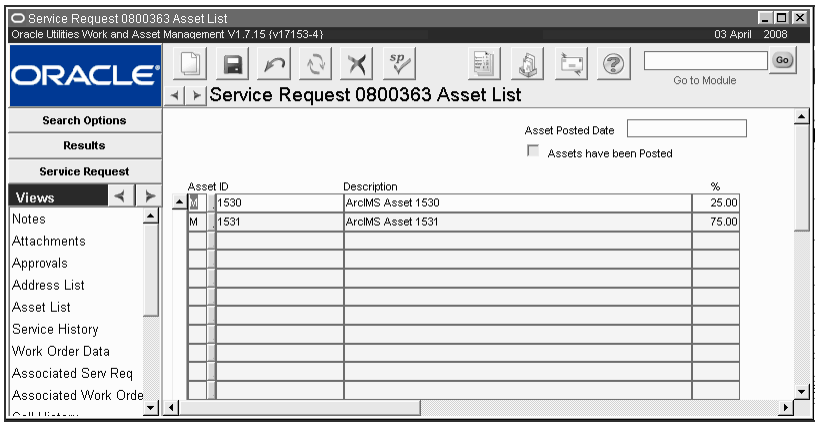 Service Request 0800363 Asset List
Oracle Utilities Work and Asset Management V1.7.15 {v17153-4} 03 April 2008
ORACLE®
sp
Go
Go to Module
Service Request 0800363 Asset List
Search Options
Results
Service Request
Views
Notes
Attachments
Approvals
Address List
Asset List
Service History
Work Order Data
Associated Serv Req
Associated Work Orde
Asset Posted Date
Assets have been Posted
Asset ID Description %
M 1530 ArcIMS Asset 1530 25.00
M 1531 ArcIMS Asset 1531 75.00